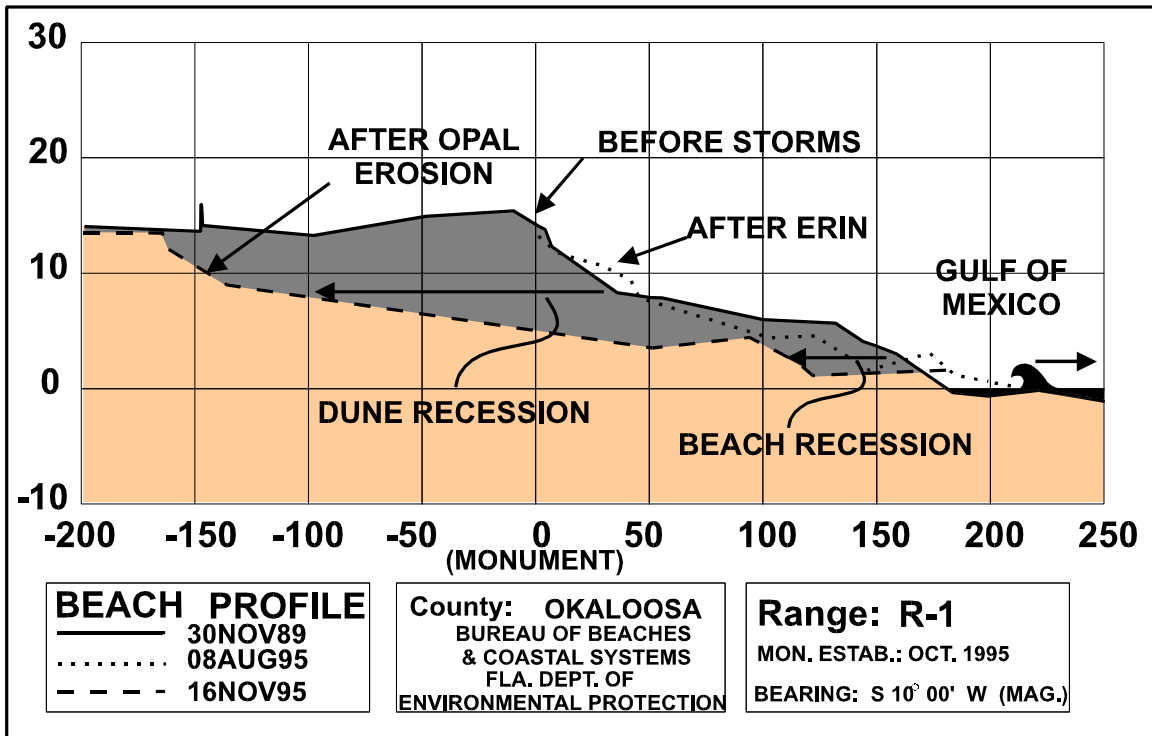 30
20
10
0
-10
AFTER OPAL
EROSION
BEFORE STORMS
AFTER ERIN
GULF OF
MEXICO
DUNE RECESSION
BEACH RECESSION
-200 -150 -100 -50 0 50 100 150 200 250
(MONUMENT)
BEACH PROFILE
30NOV89
08AUG95
16NOV95
County: OKALOOSA
BUREAU OF BEACHES
& COASTAL SYSTEMS
FLA. DEPT. OF
ENVIRONMENTAL PROTECTION
Range: R-1
MON. ESTAB.: OCT. 1995
BEARING: S 10° 00' W (MAG.)